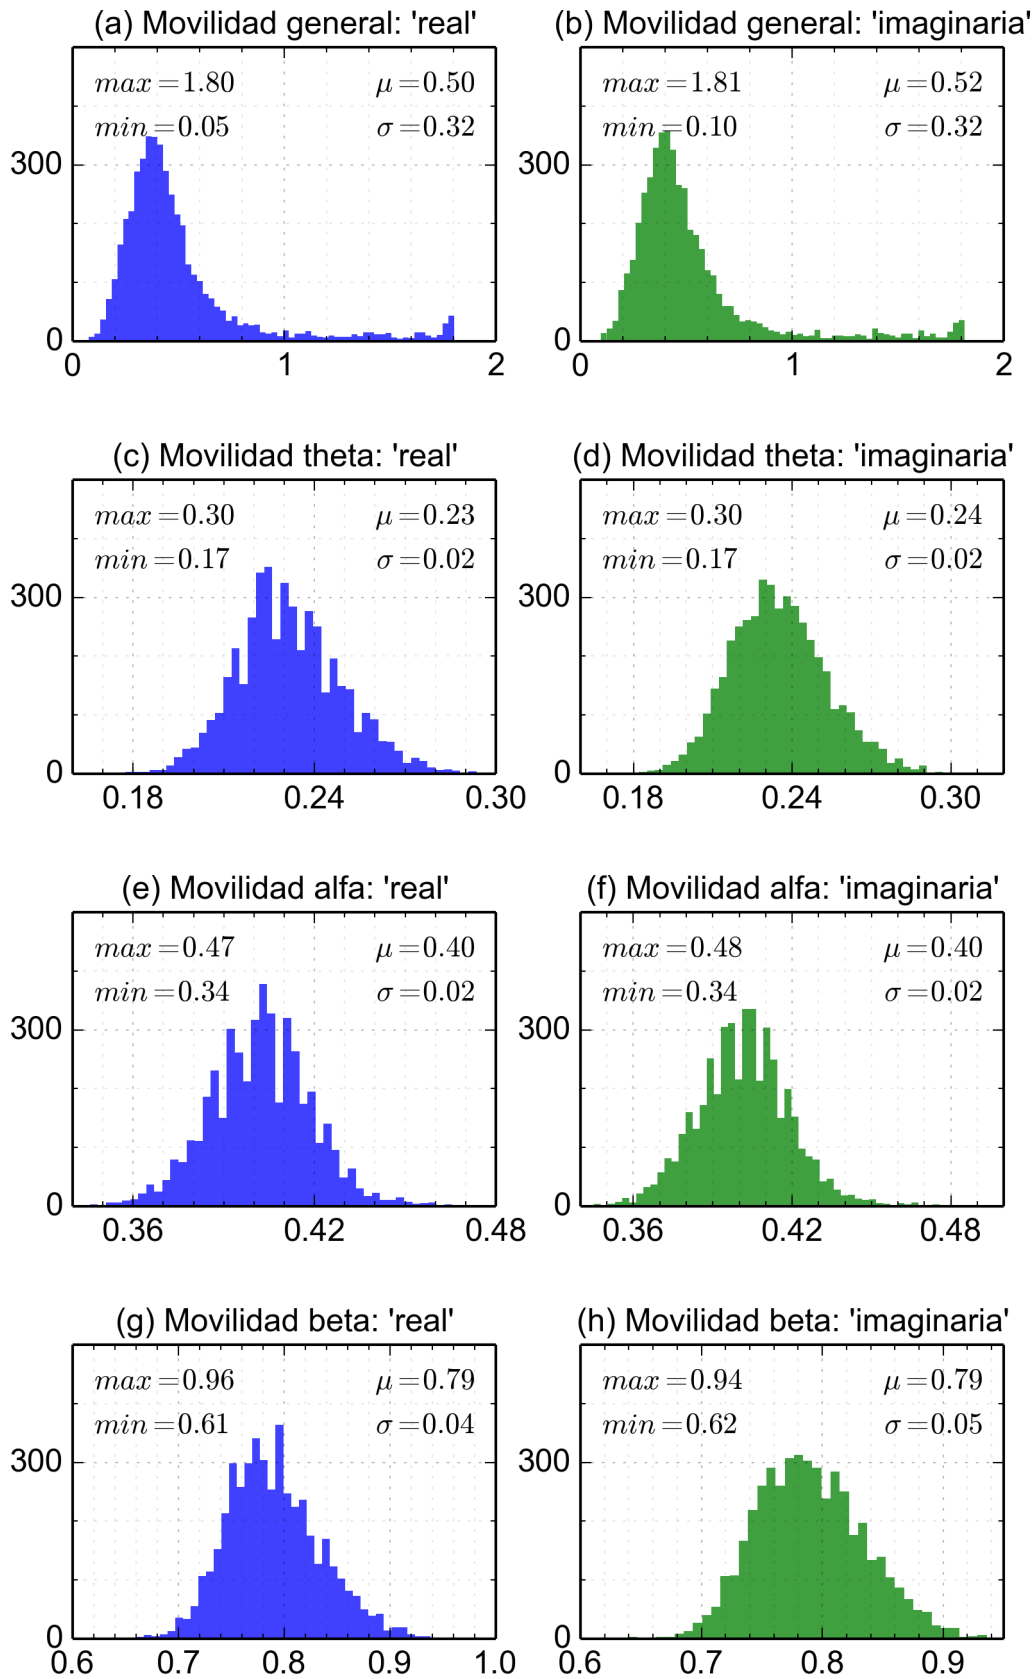 (a) Movilidad general: 'real'
max=1.80 μ=0.50
min=0.05 σ=0.32
300
0
0 1 2
(b) Movilidad general: 'imaginaria'
max=1.81 μ=0.52
min=0.10 σ=0.32
300
0
0 1 2
(c) Movilidad theta: 'real'
max=0.30 μ=0.23
min=0.17 σ=0.02
300
0
0.18 0.24 0.30
(d) Movilidad theta: 'imaginaria'
max=0.30 μ=0.24
min=0.17 σ=0.02
300
0
0.18 0.24 0.30
(e) Movilidad alfa: 'real'
max=0.47 μ=0.40
min=0.34 σ=0.02
300
0
0.36 0.42 0.48
(f) Movilidad alfa: 'imaginaria'
max=0.48 μ=0.40
min=0.34 σ=0.02
300
0
0.36 0.42 0.48
(g) Movilidad beta: 'real'
max=0.96 μ=0.79
min=0.61 σ=0.04
300
0
0.6 0.7 0.8 0.9 1.0
(h) Movilidad beta: 'imaginaria'
max=0.94 μ=0.79
min=0.62 σ=0.05
300
0
0.6 0.7 0.8 0.9